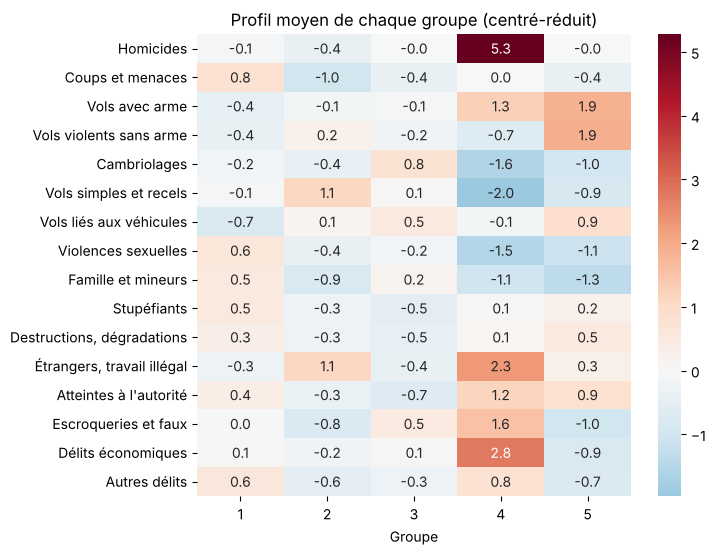 Profil moyen de chaque groupe (centré-réduit)
Homicides -0.1 -0.4 -0.0 5.3 -0.0
Coups et menaces 0.8 -1.0 -0.4 0.0 -0.4
Vols avec arme -0.4 -0.1 -0.1 1.3 1.9
Vols violents sans arme -0.4 0.2 -0.2 -0.7 1.9
Cambriolages -0.2 -0.4 0.8 -1.6 -1.0
Vols simples et recels -0.1 1.1 0.1 -2.0 -0.9
Vols liés aux véhicules -0.7 0.1 0.5 -0.1 0.9
Violences sexuelles 0.6 -0.4 -0.2 -1.5 -1.1
Famille et mineurs 0.5 -0.9 0.2 -1.1 -1.3
Stupéfiants 0.5 -0.3 -0.5 0.1 0.2
Destructions, dégradations 0.3 -0.3 -0.5 0.1 0.5
Étrangers, travail illégal -0.3 1.1 -0.4 2.3 0.3
Atteintes à l'autorité 0.4 -0.3 -0.7 1.2 0.9
Escroqueries et faux 0.0 -0.8 0.5 1.6 -1.0
Délits économiques 0.1 -0.2 0.1 2.8 -0.9
Autres délits 0.6 -0.6 -0.3 0.8 -0.7
1 2 3 4 5
Groupe
5
4
3
2
1
0
−1